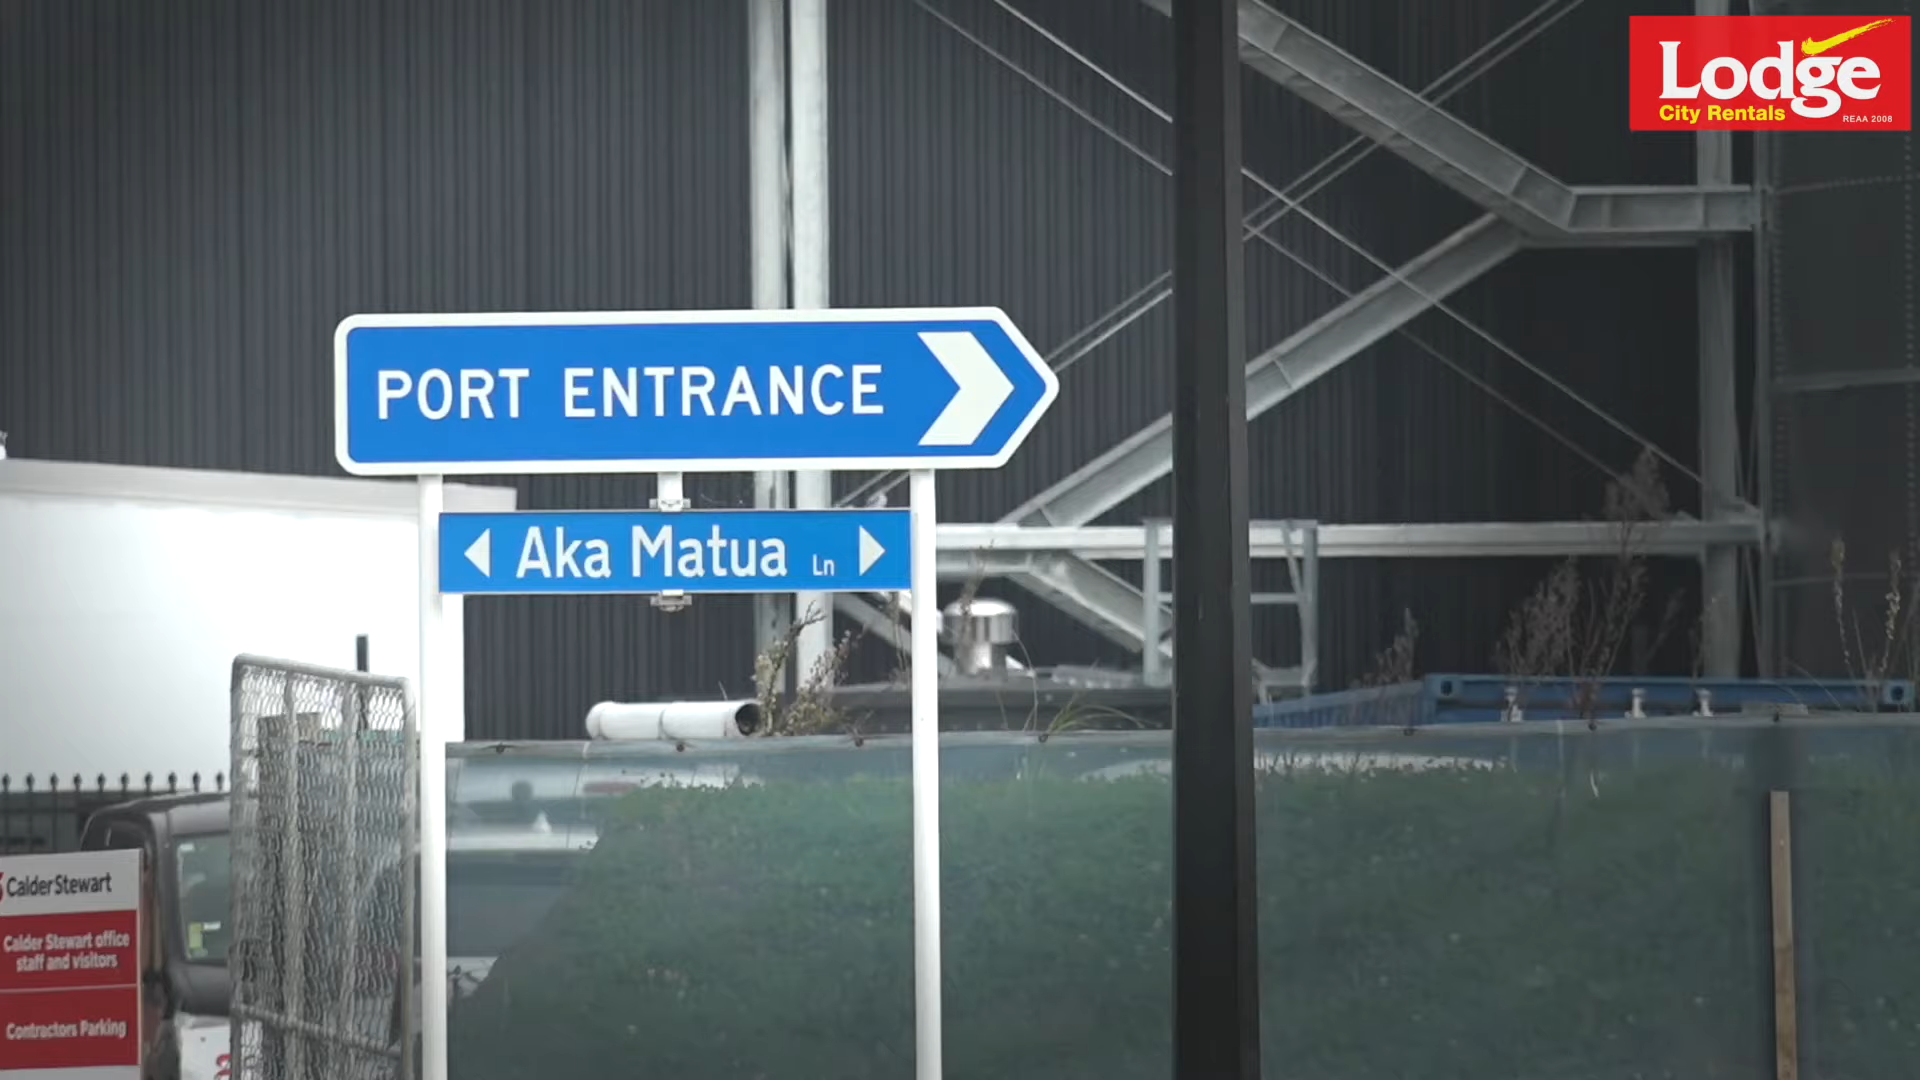 Lodge
City Rentals
REAA 2008
PORT ENTRANCE
Aka Matua Ln
CalderStewart
Calder Stewart office
staff and visitors
Contractors Parking